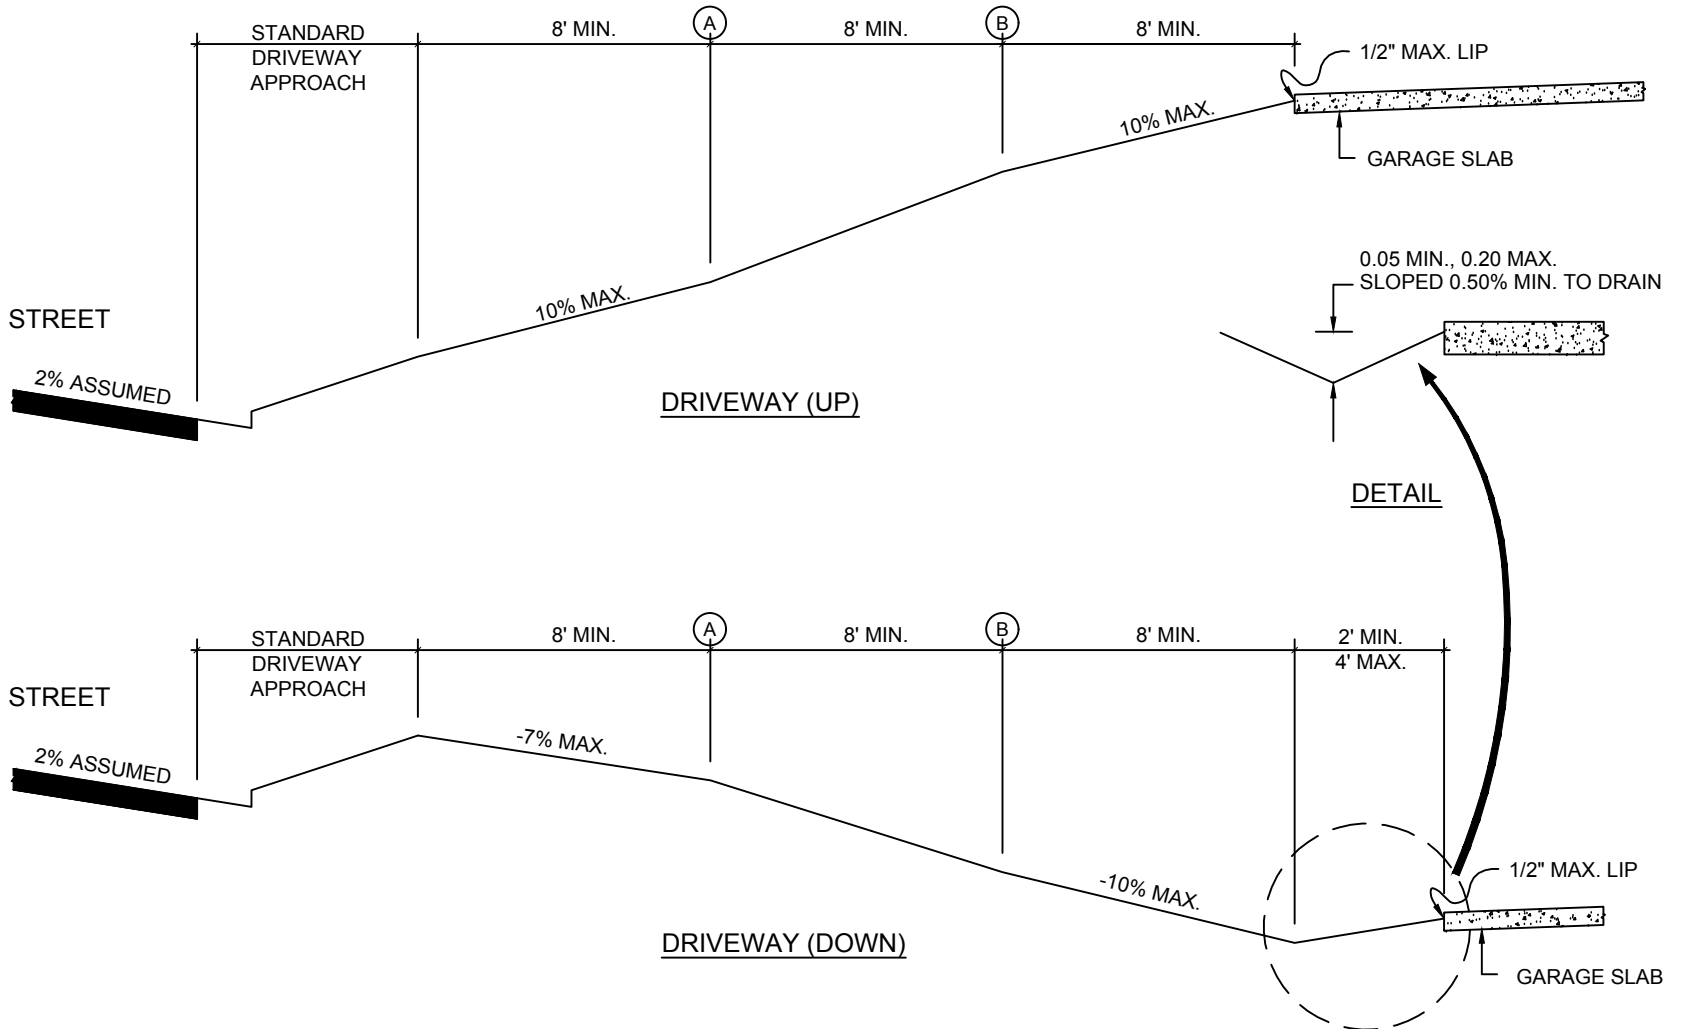 STANDARD
DRIVEWAY
APPROACH
8' MIN.
A
8' MIN.
B
8' MIN.
1/2" MAX. LIP
10% MAX.
GARAGE SLAB
10% MAX.
STREET
2% ASSUMED
DRIVEWAY (UP)
0.05 MIN., 0.20 MAX.
SLOPED 0.50% MIN. TO DRAIN
DETAIL
STANDARD
DRIVEWAY
APPROACH
8' MIN.
A
8' MIN.
B
8' MIN.
2' MIN.
4' MAX.
STREET
2% ASSUMED
-7% MAX.
-10% MAX.
1/2" MAX. LIP
GARAGE SLAB
DRIVEWAY (DOWN)